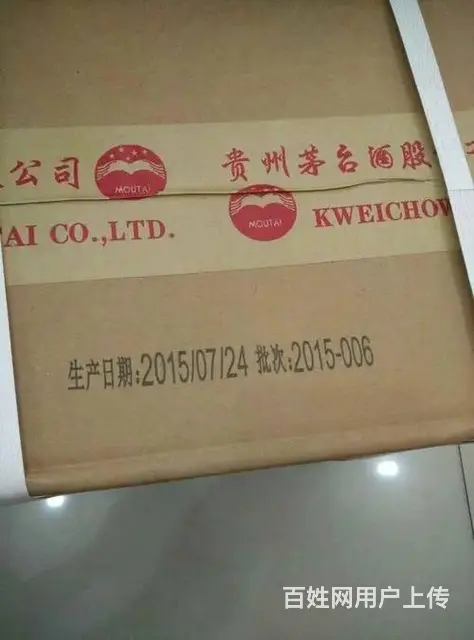 公司 MOUTAI 贵州茅台酒股
TAI CO.,LTD. MOUTAI KWEICHOW
生产日期:2015/07/24 批次:2015-006
百姓网用户上传